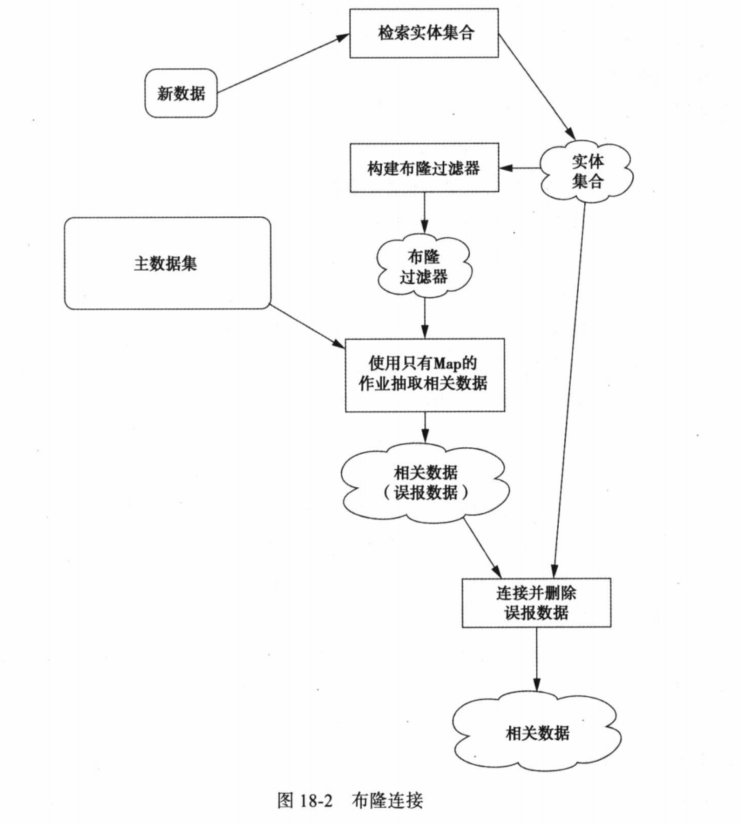 检索实体集合
新数据
构建布隆过滤器
实体
集合
主数据集
布隆
过滤器
使用只有Map的
作业抽取相关数据
相关数据
（误报数据）
连接并删除
误报数据
相关数据
图 18-2 布隆连接